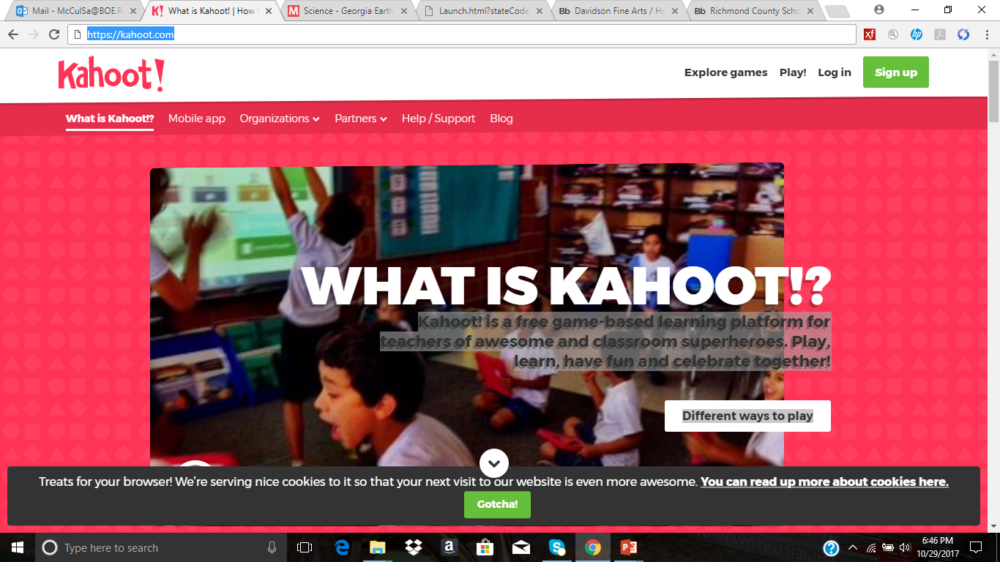 Mail - McCulSa@BOE.R
What is Kahoot! | How
Science - Georgia Earth
Launch.html?stateCode
Bb Davidson Fine Arts / Ho
Bb Richmond County Scho
https://kahoot.com
xf
hp
Kahoot!
Explore games
Play!
Log in
Sign up
What is Kahoot!?
Mobile app
Organizations
Partners
Help / Support
Blog
WHAT IS KAHOOT!?
Kahoot! is a free game-based learning platform for
teachers of awesome and classroom superheroes. Play,
learn, have fun and celebrate together!
Different ways to play
Treats for your browser! We're serving nice cookies to it so that your next visit to our website is even more awesome. You can read up more about cookies here.
Gotcha!
Type here to search
6:46 PM
10/29/2017